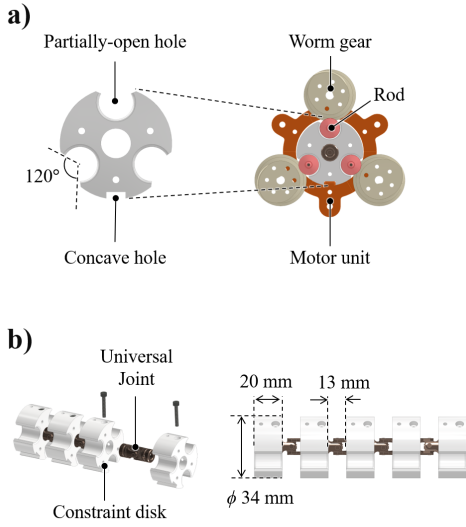 a)
Partially-open hole
Worm gear
Rod
120°
Concave hole
Motor unit
b)
Universal
Joint
20 mm
13 mm
Constraint disk
ϕ 34 mm